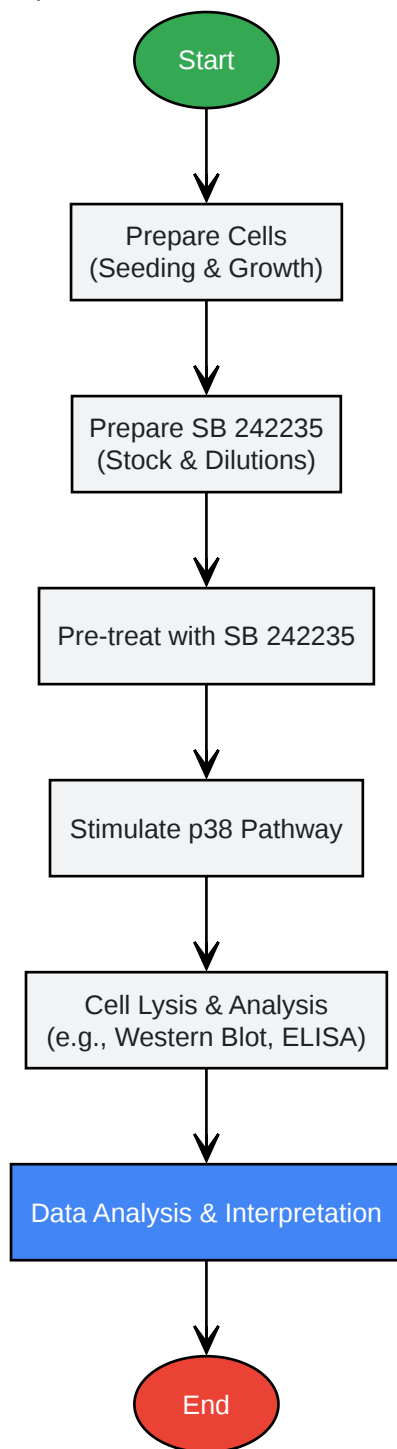 Start
Prepare Cells
(Seeding & Growth)
Prepare SB 242235
(Stock & Dilutions)
Pre-treat with SB 242235
Stimulate p38 Pathway
Cell Lysis & Analysis
(e.g., Western Blot, ELISA)
Data Analysis & Interpretation
End